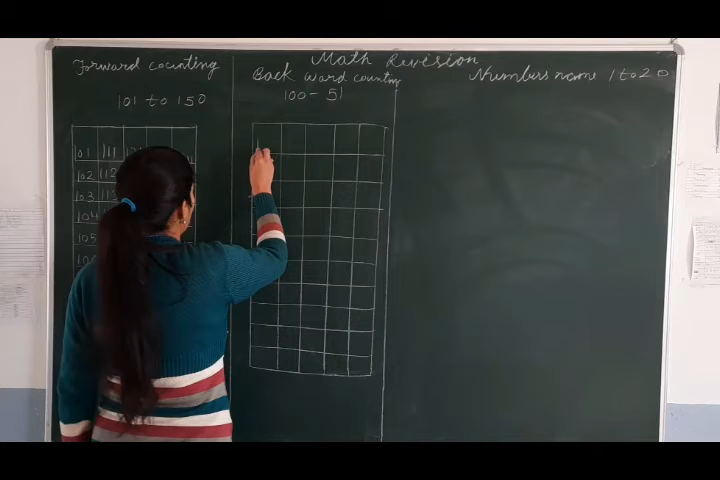 Math Revision
Forward counting
101 to 150
101 111
102 112
103 113
104
105
Back ward counting
100 - 51
Numbers name 1 to 20